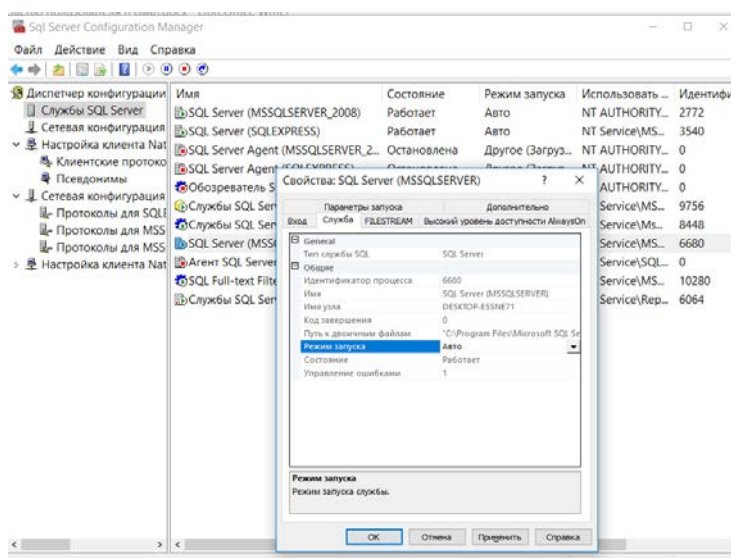 Sql Server Configuration Manager
Файл Действие Вид Справка
Диспетчер конфигурации
Службы SQL Server
Сетевая конфигурация
Настройка клиента Nat
Клиентские протоко
Псевдонимы
Сетевая конфигурация
Протоколы для SQLE
Протоколы для MSS
Протоколы для MSS
Настройка клиента Nat
Имя Состояние Режим запуска Использовать ... Идентифи
SQL Server (MSSQLSERVER_2008) Работает Авто NT AUTHORITY... 2772
SQL Server (SQLEXPRESS) Работает Авто NT Service\MS... 3540
SQL Server Agent (MSSQLSERVER_2... Остановлена Другое (Загруз... NT AUTHORITY... 0
SQL Server Agent (SQLEXPRESS) Остановлена Другое (Загруз... NT AUTHORITY... 0
Обозреватель S AUTHORITY... 0
Службы SQL Ser Service\MS... 9756
Службы SQL Ser Service\Ms... 8448
SQL Server (MSS Service\MS... 6680
Агент SQL Server Service\SQL... 0
SQL Full-text Filte Service\MS... 10280
Службы SQL Ser Service\Rep... 6064
Свойства: SQL Server (MSSQLSERVER) ?
Параметры запуска Дополнительно
Вход Служба FILESTREAM Высокий уровень доступности AlwaysOn
General
Тип службы SQL SQL Server
Общие
Идентификатор процесса 6680
Имя SQL Server (MSSQLSERVER)
Имя узла DESKTOP-ESSNE71
Код завершения 0
Путь к двоичным файлам "C:\Program Files\Microsoft SQL Se
Режим запуска Авто
Состояние Работает
Управление ошибками 1
Режим запуска
Режим запуска службы.
OK Отмена Применить Справка